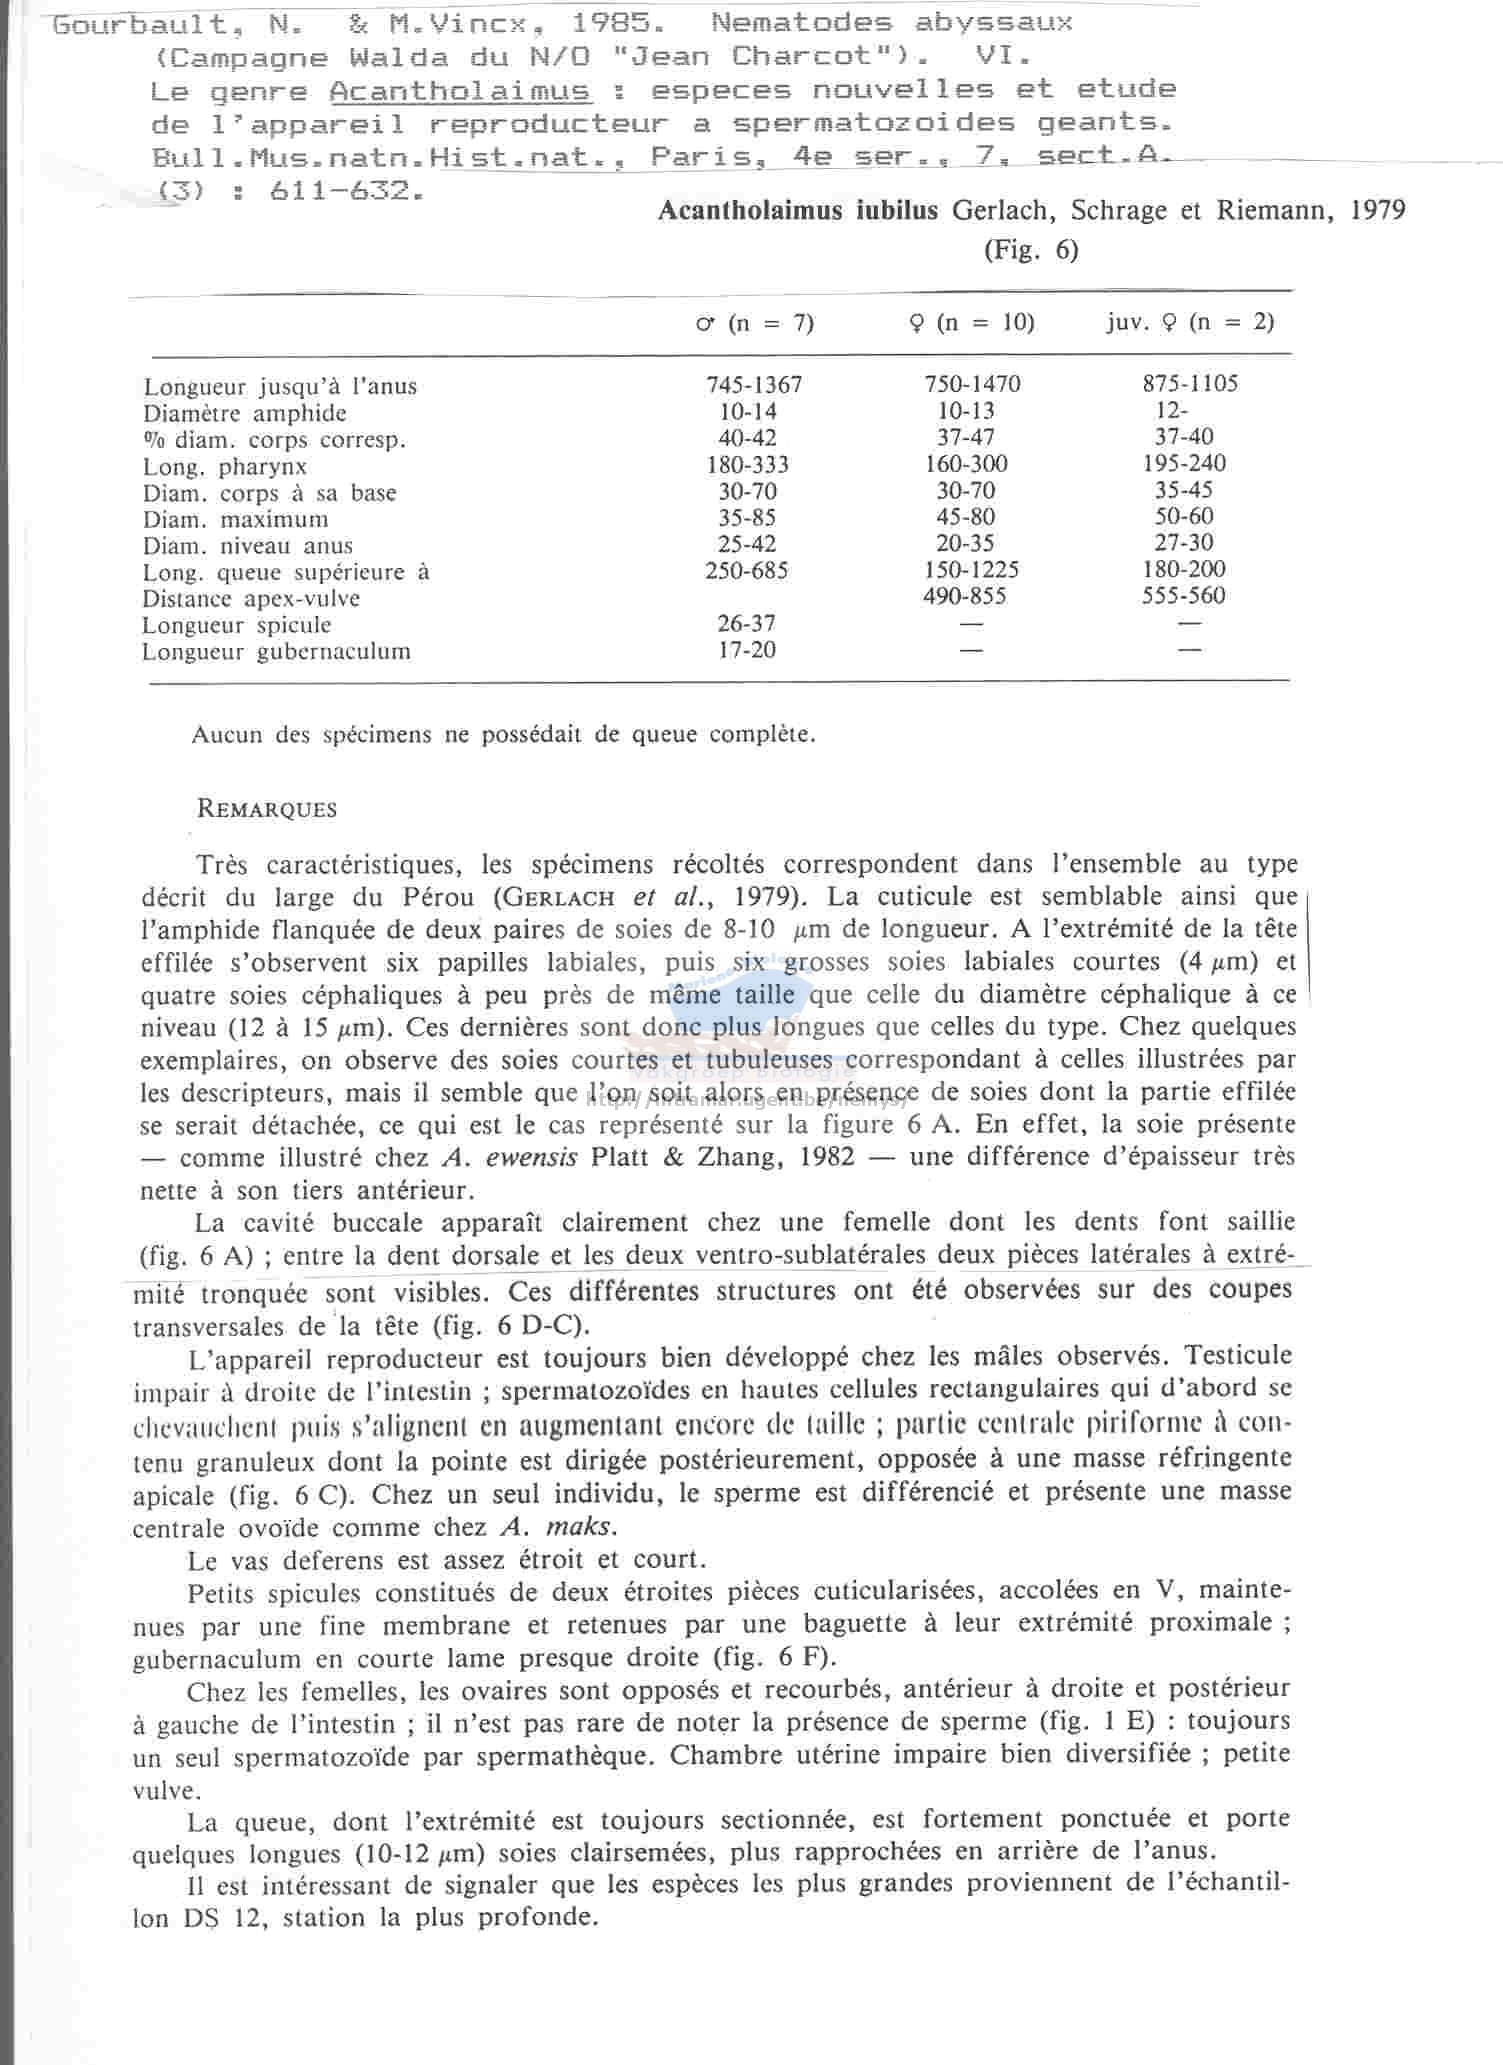 Gourbault, N. & M.Vincx, 1985. Nematodes abyssaux
(Campagne Walda du N/O "Jean Charcot"). VI.
Le genre Acantholaimus : especes nouvelles et etude
de l'appareil reproducteur a spermatozoides geants.
Bull.Mus.natn.Hist.nat., Paris, 4e ser., 7, sect.A.
(3) : 611-632.
Acantholaimus iubilus Gerlach, Schrage et Riemann, 1979
(Fig. 6)
♂ (n = 7) ♀ (n = 10) juv. ♀ (n = 2)
Longueur jusqu'à l'anus 745-1367 750-1470 875-1105
Diamètre amphide 10-14 10-13 12-
% diam. corps corresp. 40-42 37-47 37-40
Long. pharynx 180-333 160-300 195-240
Diam. corps à sa base 30-70 30-70 35-45
Diam. maximum 35-85 45-80 50-60
Diam. niveau anus 25-42 20-35 27-30
Long. queue supérieure à 250-685 150-1225 180-200
Distance apex-vulve 490-855 555-560
Longueur spicule 26-37 — —
Longueur gubernaculum 17-20 — —
Aucun des spécimens ne possédait de queue complète.
REMARQUES
Très caractéristiques, les spécimens récoltés correspondent dans l'ensemble au type
décrit du large du Pérou (GERLACH et al., 1979). La cuticule est semblable ainsi que
l'amphide flanquée de deux paires de soies de 8-10 µm de longueur. A l'extrémité de la tête
effilée s'observent six papilles labiales, puis six grosses soies labiales courtes (4 µm) et
quatre soies céphaliques à peu près de même taille que celle du diamètre céphalique à ce
niveau (12 à 15 µm). Ces dernières sont donc plus longues que celles du type. Chez quelques
exemplaires, on observe des soies courtes et tubuleuses correspondant à celles illustrées par
Vakgroep Biologie
les descripteurs, mais il semble que l'on soit alors en présence de soies dont la partie effilée
se serait détachée, ce qui est le cas représenté sur la figure 6 A. En effet, la soie présente
— comme illustré chez A. ewensis Platt & Zhang, 1982 — une différence d'épaisseur très
nette à son tiers antérieur.
La cavité buccale apparaît clairement chez une femelle dont les dents font saillie
(fig. 6 A) ; entre la dent dorsale et les deux ventro-sublatérales deux pièces latérales à extré-
mité tronquée sont visibles. Ces différentes structures ont été observées sur des coupes
transversales de la tête (fig. 6 D-C).
L'appareil reproducteur est toujours bien développé chez les mâles observés. Testicule
impair à droite de l'intestin ; spermatozoïdes en hautes cellules rectangulaires qui d'abord se
chevauchent puis s'alignent en augmentant encore de taille ; partie centrale piriforme à con-
tenu granuleux dont la pointe est dirigée postérieurement, opposée à une masse réfringente
apicale (fig. 6 C). Chez un seul individu, le sperme est différencié et présente une masse
centrale ovoïde comme chez A. maks.
Le vas deferens est assez étroit et court.
Petits spicules constitués de deux étroites pièces cuticularisées, accolées en V, mainte-
nues par une fine membrane et retenues par une baguette à leur extrémité proximale ;
gubernaculum en courte lame presque droite (fig. 6 F).
Chez les femelles, les ovaires sont opposés et recourbés, antérieur à droite et postérieur
à gauche de l'intestin ; il n'est pas rare de noter la présence de sperme (fig. 1 E) : toujours
un seul spermatozoïde par spermathèque. Chambre utérine impaire bien diversifiée ; petite
vulve.
La queue, dont l'extrémité est toujours sectionnée, est fortement ponctuée et porte
quelques longues (10-12 µm) soies clairsemées, plus rapprochées en arrière de l'anus.
Il est intéressant de signaler que les espèces les plus grandes proviennent de l'échantil-
lon DS 12, station la plus profonde.